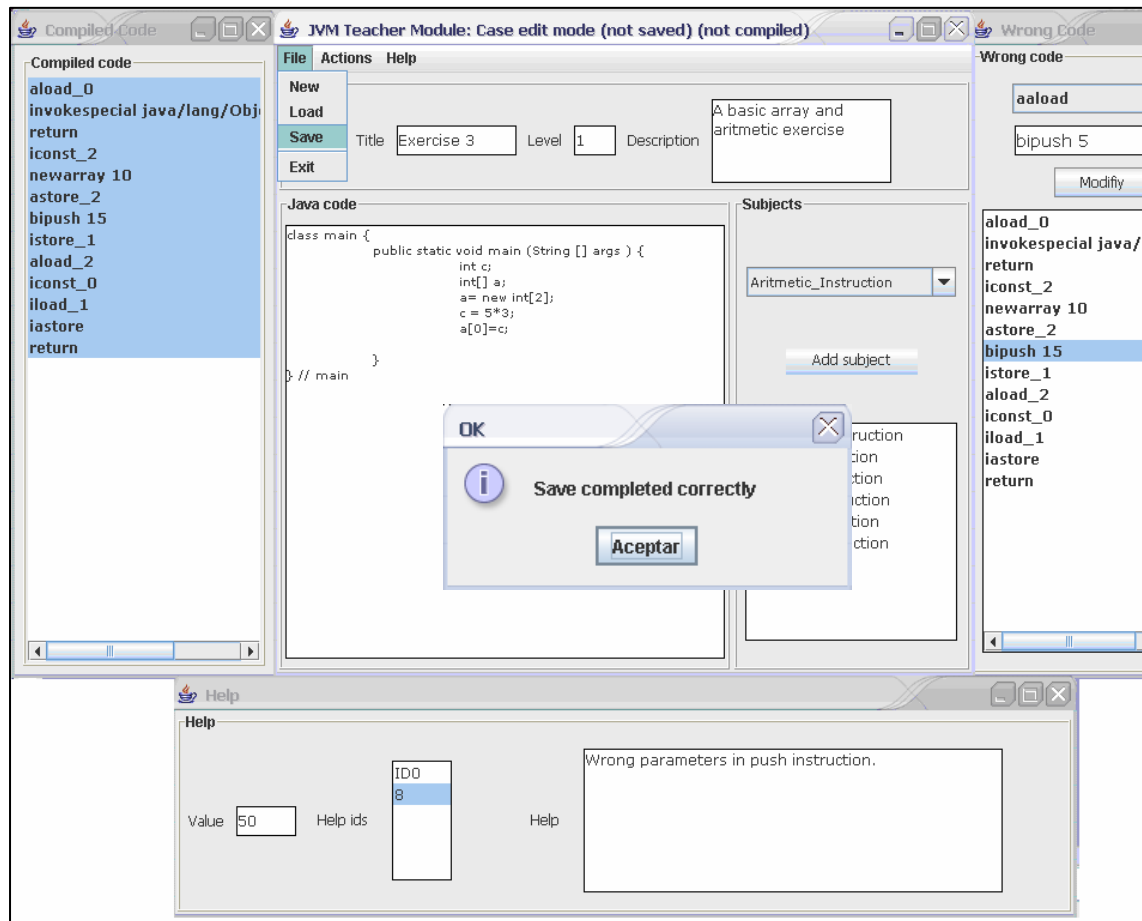 Compiled Code
Compiled code
aload_0
invokespecial java/lang/Obj
return
iconst_2
newarray 10
astore_2
bipush 15
istore_1
aload_2
iconst_0
iload_1
iastore
return
JVM Teacher Module: Case edit mode (not saved) (not compiled)
File Actions Help
New
Load
Save
Exit
Title Exercise 3 Level 1 Description
A basic array and
aritmetic exercise
Java code
class main {
public static void main (String [] args ) {
int c;
int[] a;
a= new int[2];
c = 5*3;
a[0]=c;
}
} // main
Subjects
Aritmetic_Instruction
Add subject
ruction
tion
ction
uction
tion
ction
OK
i
Save completed correctly
Aceptar
Wrong Code
Wrong code
aaload
bipush 5
Modifiy
aload_0
invokespecial java/
return
iconst_2
newarray 10
astore_2
bipush 15
istore_1
aload_2
iconst_0
iload_1
iastore
return
Help
Help
Value 50 Help ids
ID0
8
Help
Wrong parameters in push instruction.